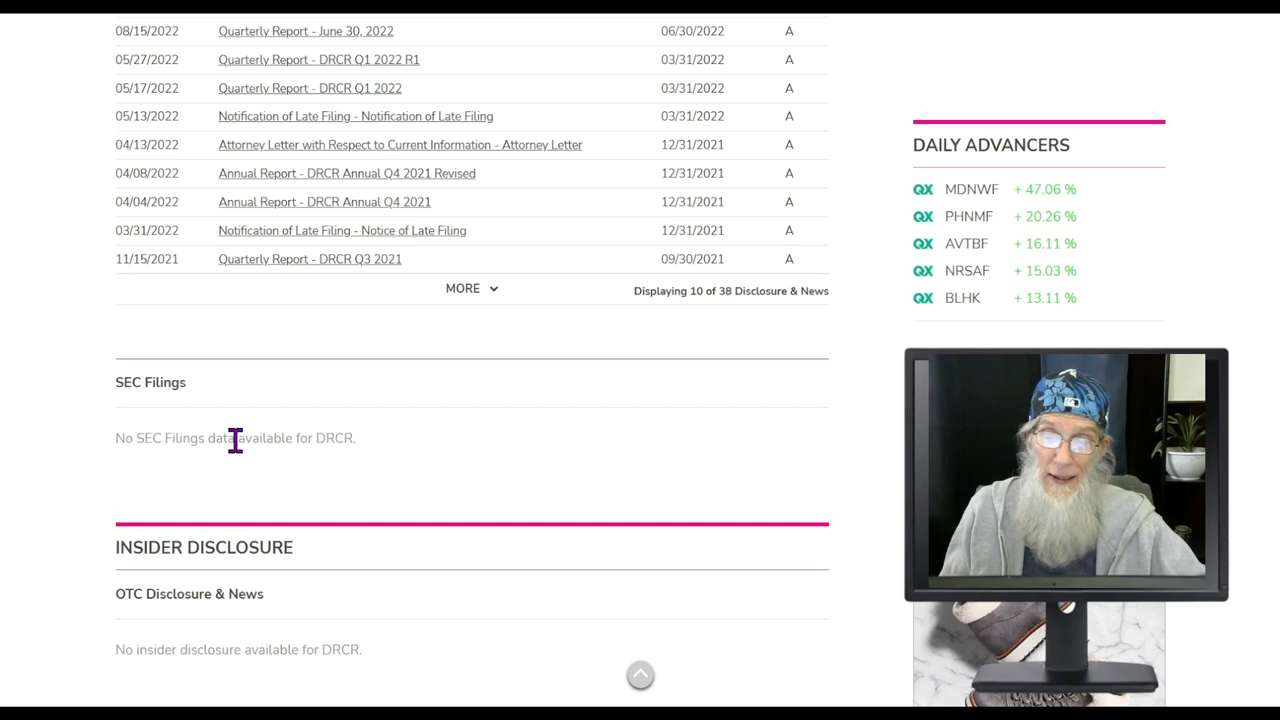 08/15/2022 Quarterly Report - June 30, 2022 06/30/2022 A
05/27/2022 Quarterly Report - DRCR Q1 2022 R1 03/31/2022 A
05/17/2022 Quarterly Report - DRCR Q1 2022 03/31/2022 A
05/13/2022 Notification of Late Filing - Notification of Late Filing 03/31/2022 A
04/13/2022 Attorney Letter with Respect to Current Information - Attorney Letter 12/31/2021 A
04/08/2022 Annual Report - DRCR Annual Q4 2021 Revised 12/31/2021 A
04/04/2022 Annual Report - DRCR Annual Q4 2021 12/31/2021 A
03/31/2022 Notification of Late Filing - Notice of Late Filing 12/31/2021 A
11/15/2021 Quarterly Report - DRCR Q3 2021 09/30/2021 A
MORE Displaying 10 of 38 Disclosure & News
SEC Filings
No SEC Filings data available for DRCR.
INSIDER DISCLOSURE
OTC Disclosure & News
No insider disclosure available for DRCR.
DAILY ADVANCERS
QX MDNWF + 47.06 %
QX PHNMF + 20.26 %
QX AVTBF + 16.11 %
QX NRSAF + 15.03 %
QX BLHK + 13.11 %